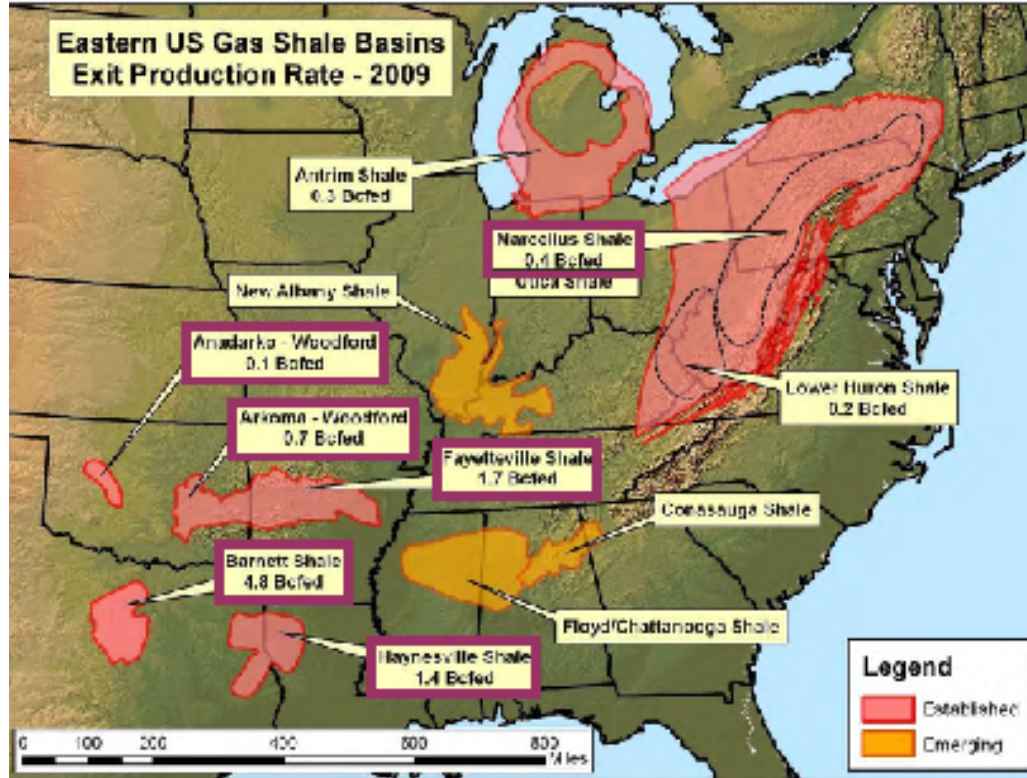 Eastern US Gas Shale Basins
Exit Production Rate - 2009
Antrim Shale
0.3 Bcfed
Marcellus Shale
0.4 Bcfed
Utica Shale
New Albany Shale
Anadarko - Woodford
0.1 Bcfed
Lower Huron Shale
0.2 Bcfed
Arkoma - Woodford
0.7 Bcfed
Fayetteville Shale
1.7 Bcfed
Conasauga Shale
Barnett Shale
4.8 Bcfed
Floyd/Chattanooga Shale
Haynesville Shale
1.4 Bcfed
Legend
Established
Emerging
0 100 200 400 600 800
Miles